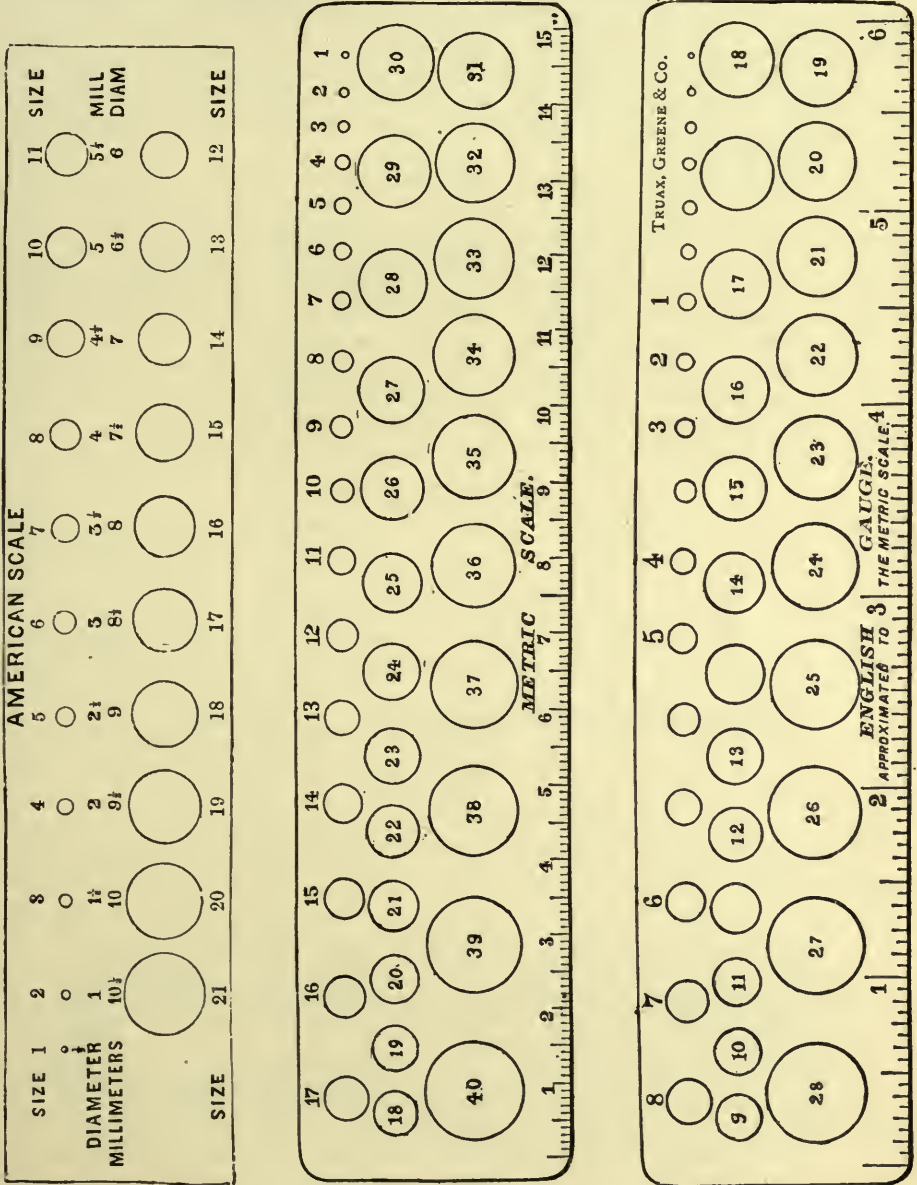 AMERICAN SCALE
SIZE 1 2 3 4 5 6 7 8 9 10 11 SIZE
DIAMETER ½ 1 1½ 2 2½ 3 3½ 4 4½ 5 5½ MILL
MILLIMETERS 10½ 10 9½ 9 8½ 8 7½ 7 6½ 6 DIAM
SIZE 21 20 19 18 17 16 15 14 13 12 SIZE
17 16 15 14 13 12 11 10 9 8 7 6 5 4 3 2 1
18 19 20 21 22 23 24 25 26 27 28 29 30
40 39 38 37 36 35 34 33 32 31
METRIC SCALE.
1 2 3 4 5 6 7 8 9 10 11 12 13 14 15"
TRUAX, GREENE & Co.
8 7 6 5 4 3 2 1
9 10 11 12 13 14 15 16 17 18
28 27 26 25 24 23 22 21 20 19
ENGLISH GAUGE.
APPROXIMATED TO THE METRIC SCALE.
1 2 3 4 5 6